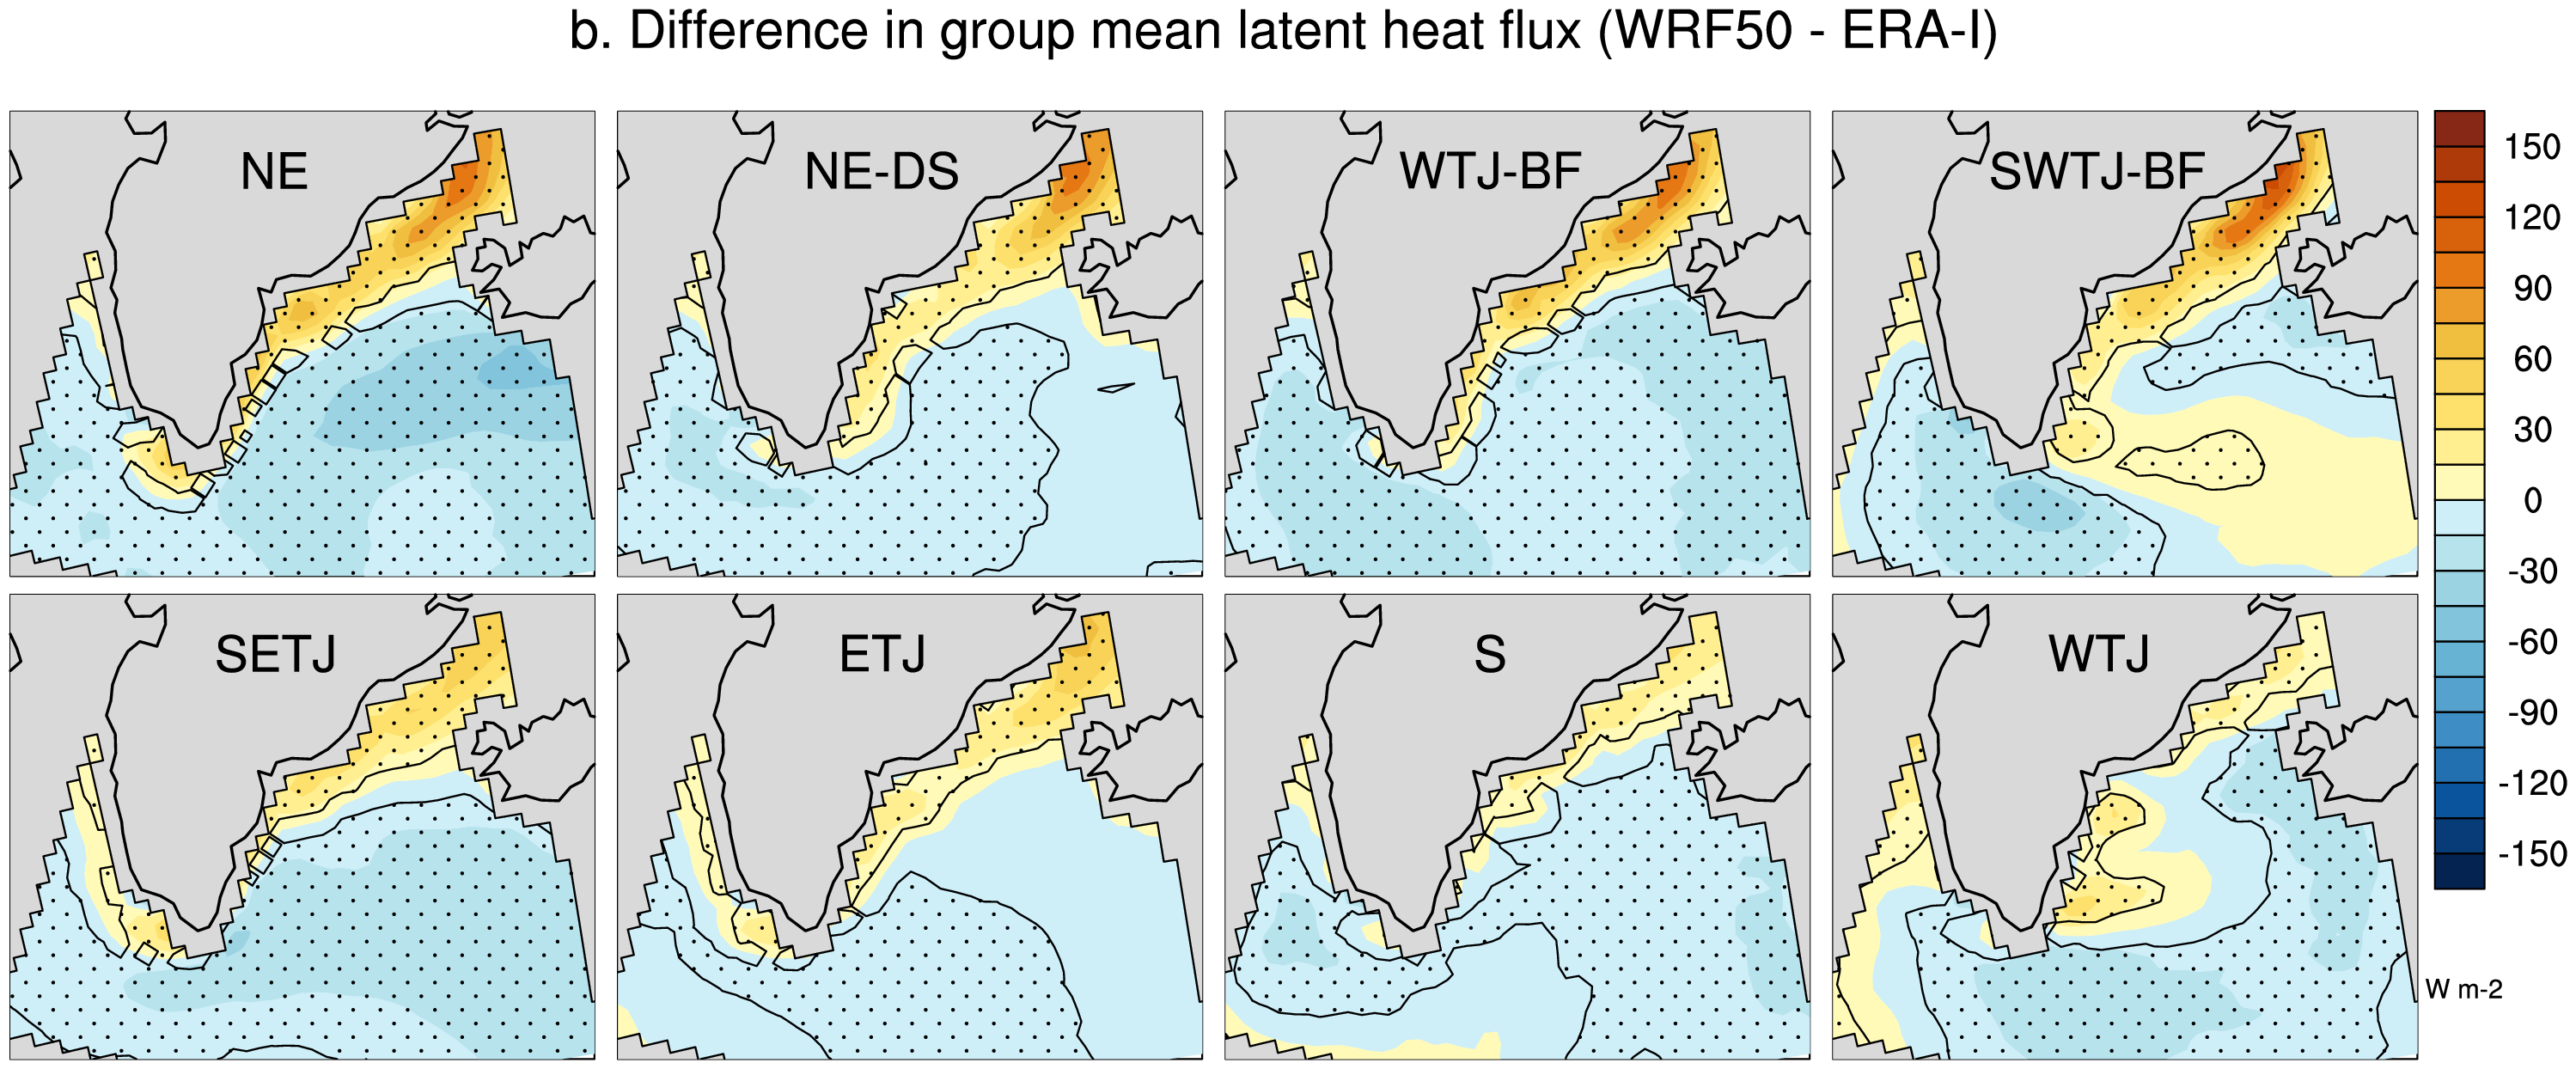 b. Difference in group mean latent heat flux (WRF50 - ERA-I)
NE
NE-DS
WTJ-BF
SWTJ-BF
SETJ
ETJ
S
WTJ
150
120
90
60
30
0
-30
-60
-90
-120
-150
W m-2